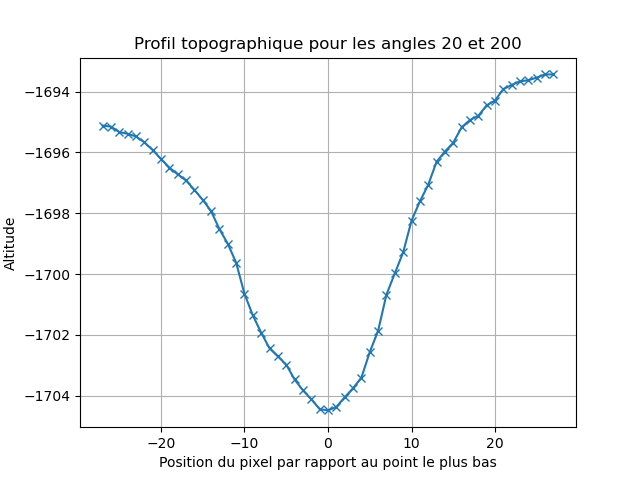 Profil topographique pour les angles 20 et 200
−1694
−1696
−1698
−1700
−1702
−1704
Altitude
−20 −10 0 10 20
Position du pixel par rapport au point le plus bas